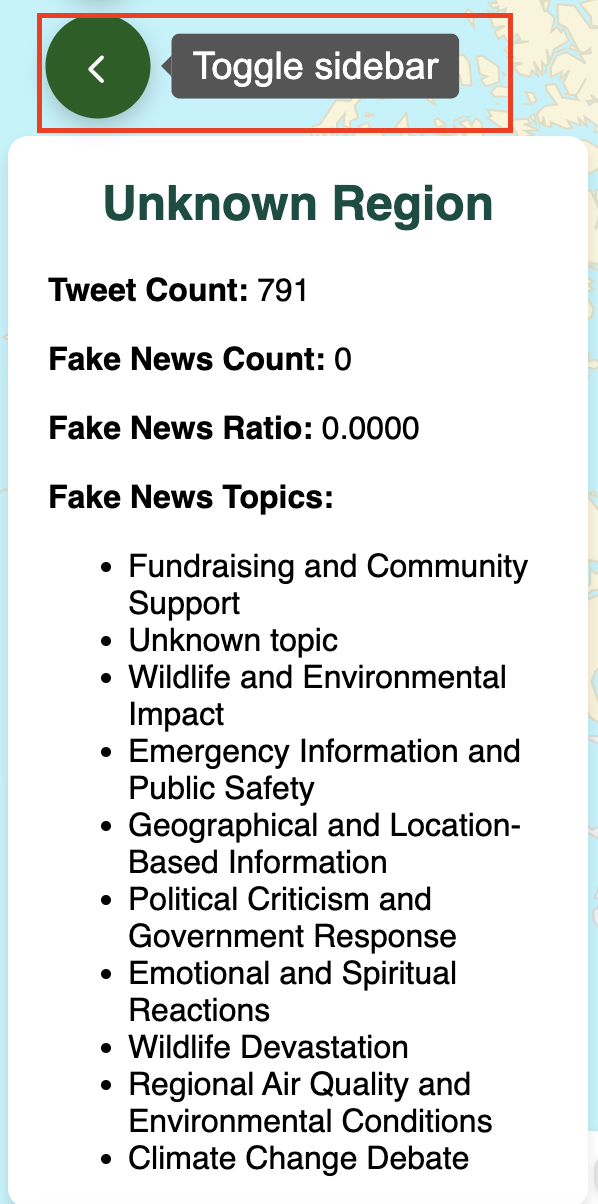 Toggle sidebar
Unknown Region
Tweet Count: 791
Fake News Count: 0
Fake News Ratio: 0.0000
Fake News Topics:
Fundraising and Community
Support
Unknown topic
Wildlife and Environmental
Impact
Emergency Information and
Public Safety
Geographical and Location-
Based Information
Political Criticism and
Government Response
Emotional and Spiritual
Reactions
Wildlife Devastation
Regional Air Quality and
Environmental Conditions
Climate Change Debate